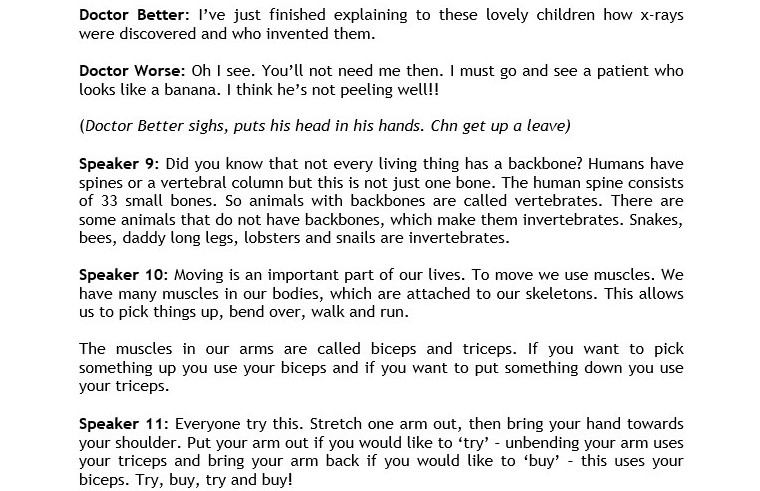 Doctor Better: I've just finished explaining to these lovely children how x-rays
were discovered and who invented them.
Doctor Worse: Oh I see. You'll not need me then. I must go and see a patient who
looks like a banana. I think he's not peeling well!!
(Doctor Better sighs, puts his head in his hands. Chn get up a leave)
Speaker 9: Did you know that not every living thing has a backbone? Humans have
spines or a vertebral column but this is not just one bone. The human spine consists
of 33 small bones. So animals with backbones are called vertebrates. There are
some animals that do not have backbones, which make them invertebrates. Snakes,
bees, daddy long legs, lobsters and snails are invertebrates.
Speaker 10: Moving is an important part of our lives. To move we use muscles. We
have many muscles in our bodies, which are attached to our skeletons. This allows
us to pick things up, bend over, walk and run.
The muscles in our arms are called biceps and triceps. If you want to pick
something up you use your biceps and if you want to put something down you use
your triceps.
Speaker 11: Everyone try this. Stretch one arm out, then bring your hand towards
your shoulder. Put your arm out if you would like to 'try' - unbending your arm uses
your triceps and bring your arm back if you would like to 'buy' - this uses your
biceps. Try, buy, try and buy!